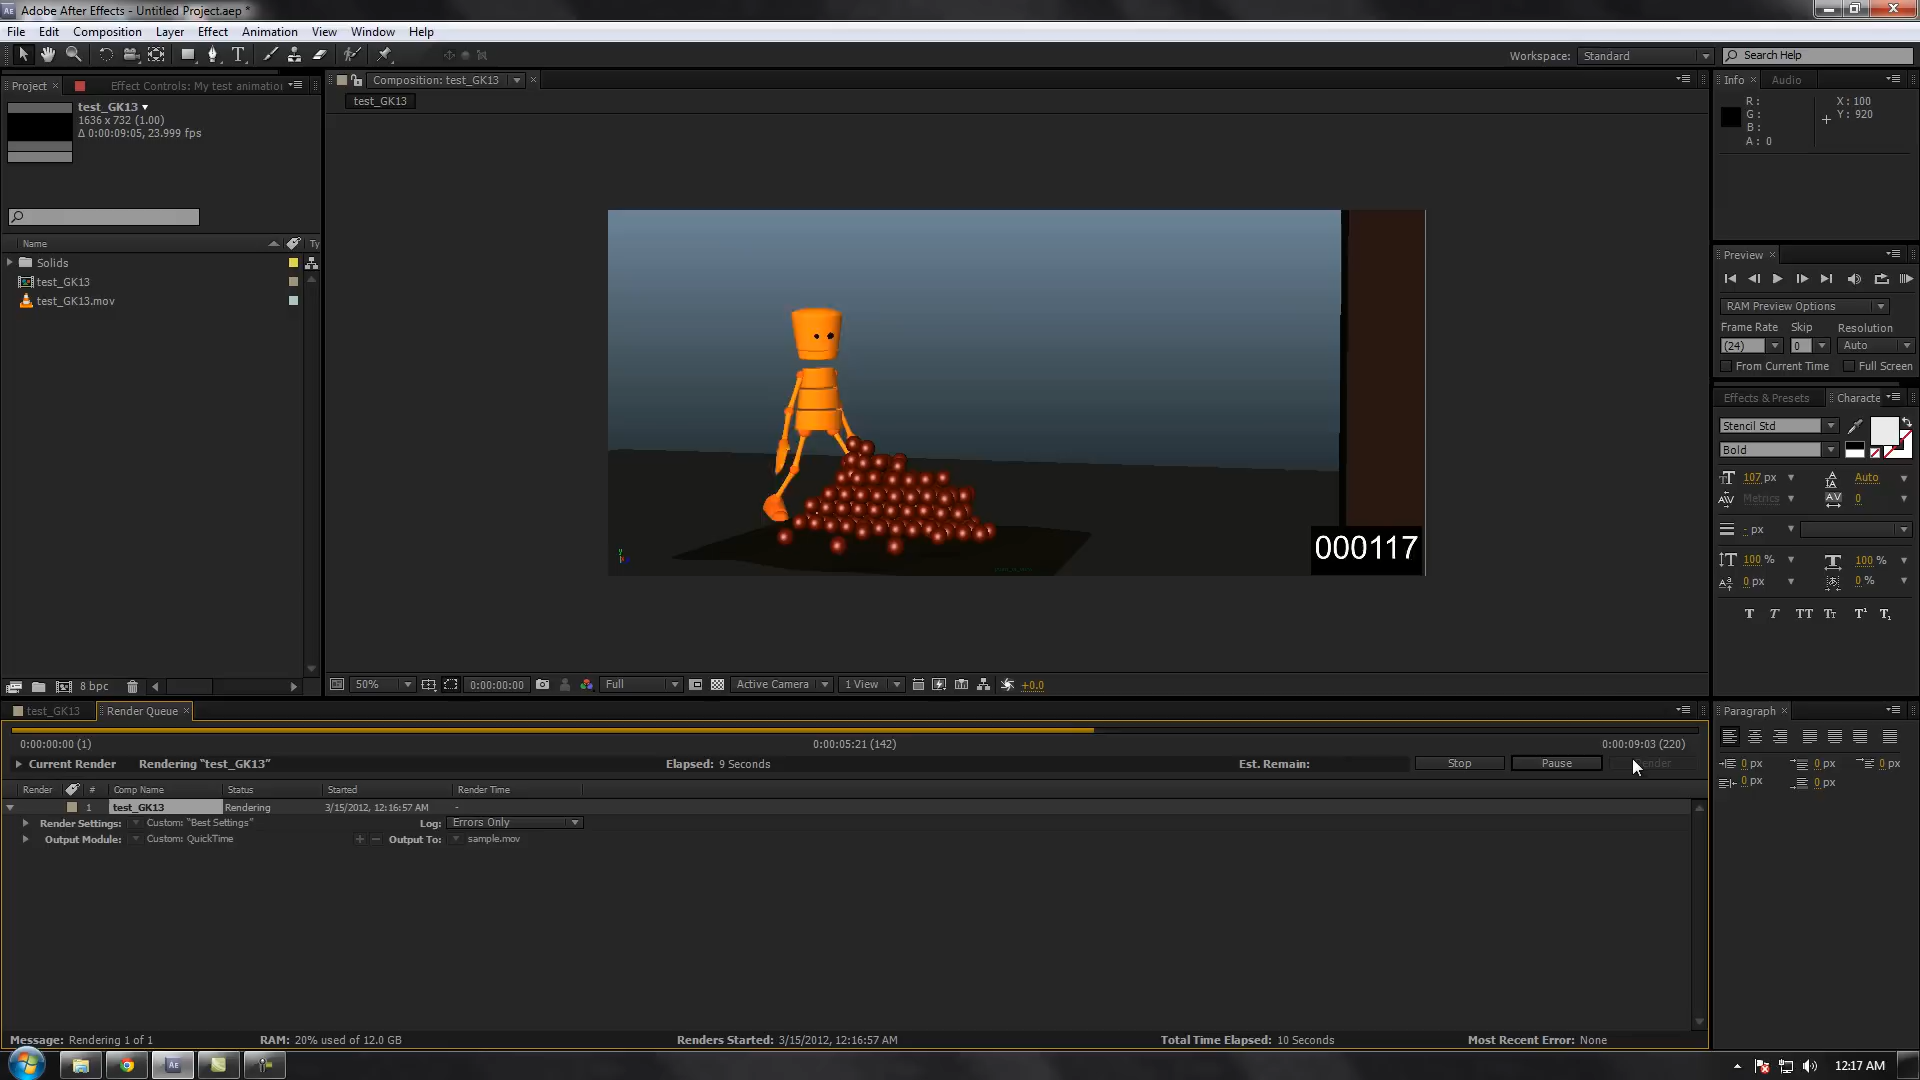 Adobe After Effects - Untitled Project.aep *
File Edit Composition Layer Effect Animation View Window Help
Workspace: Standard Search Help
Project Effect Controls: My test animatio
Composition: test_GK13
Info Audio
test_GK13
test_GK13
1636 x 732 (1.00)
Δ 0:00:09:05, 23.999 fps
R:
G:
B:
A: 0
X: 100
Y: 920
Name Ty
Solids
test_GK13
test_GK13.mov
Preview
RAM Preview Options
Frame Rate Skip Resolution
(24) 0 Auto
From Current Time Full Screen
Effects & Presets Characte
Stencil Std
Bold
107 px Auto
Metrics 0
- px
100 % 100 %
0 px 0 %
T T TT Tt T¹ T₁
000117
8 bpc
50% 0:00:00:00 Full Active Camera 1 View +0.0
test_GK13 Render Queue
0:00:00:00 (1) 0:00:05:21 (142) 0:00:09:03 (220)
Current Render Rendering "test_GK13" Elapsed: 9 Seconds Est. Remain: Stop Pause
Render # Comp Name Status Started Render Time
1 test_GK13 Rendering 3/15/2012, 12:16:57 AM -
Render Settings: Custom: "Best Settings" Log: Errors Only
Output Module: Custom: QuickTime Output To: sample.mov
Paragraph
0 px 0 px 0 px
0 px 0 px
Message: Rendering 1 of 1 RAM: 20% used of 12.0 GB Renders Started: 3/15/2012, 12:16:57 AM Total Time Elapsed: 10 Seconds Most Recent Error: None
12:17 AM